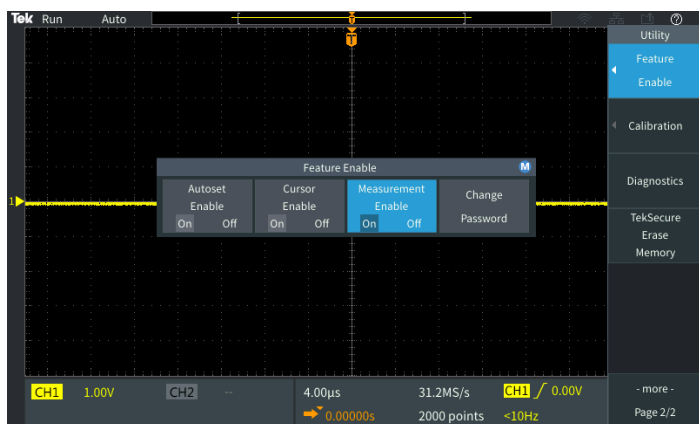 Tek Run Auto
T
Utility
T
Feature
Enable
Calibration
Feature Enable M
Autoset
Enable
On Off
Cursor
Enable
On Off
Measurement
Enable
On Off
Change
Password
Diagnostics
1
TekSecure
Erase
Memory
CH1 1.00V CH2 -- 4.00µs 31.2MS/s CH1 0.00V
0.00000s 2000 points <10Hz
- more -
Page 2/2